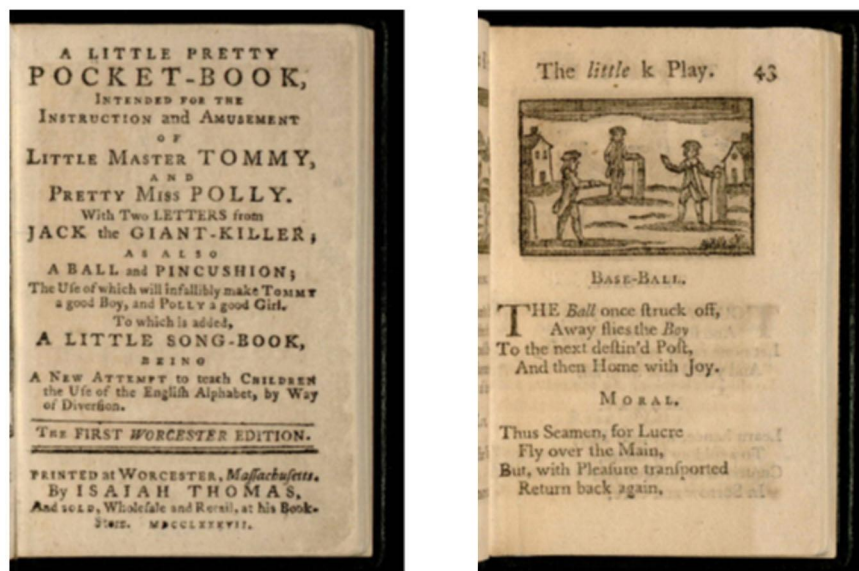 A LITTLE PRETTY
POCKET-BOOK,
INTENDED FOR THE
INSTRUCTION and AMUSEMENT
OF
LITTLE MASTER TOMMY,
AND
PRETTY MISS POLLY.
With Two LETTERS from
JACK the GIANT-KILLER;
AS ALSO
A BALL and PINCUSHION;
The Uſe of which will infallibly make TOMMY
a good Boy, and POLLY a good Girl.
To which is added,
A LITTLE SONG-BOOK,
BEING
A NEW ATTEMPT to teach CHILDREN
the Uſe of the Engliſh Alphabet, by Way
of Diverſion.
THE FIRST WORCESTER EDITION.
PRINTED at WORCESTER, Maſſachuſetts.
By ISAIAH THOMAS,
And SOLD, Wholeſale and Retail, at his Book-
Store. MDCCLXXXVII.
The little k Play. 43
BASE-BALL.
THE Ball once ſtruck off,
Away flies the Boy
To the next deſtin'd Poſt,
And then Home with Joy.
MORAL.
Thus Seamen, for Lucre
Fly over the Main,
But, with Pleaſure tranſported
Return back again.